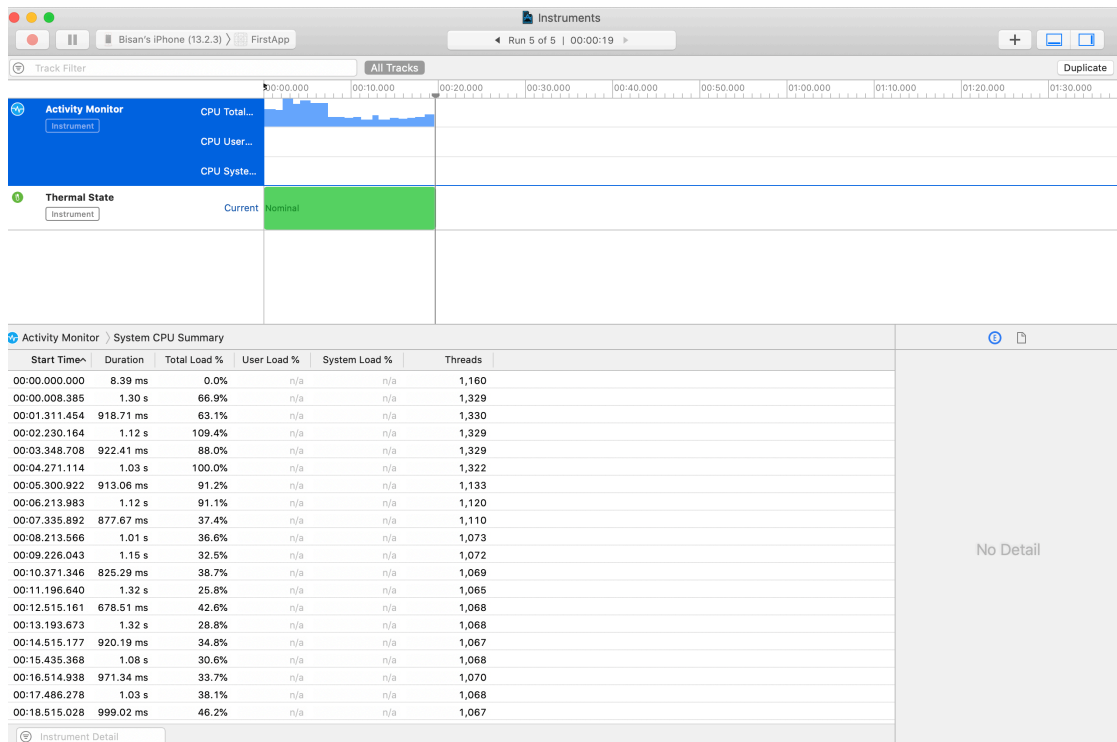 Instruments
Bisan's iPhone (13.2.3) 〉 FirstApp
Run 5 of 5 | 00:00:19
Track Filter
All Tracks
Duplicate
00:00.000 00:10.000 00:20.000 00:30.000 00:40.000 00:50.000 01:00.000 01:10.000 01:20.000 01:30.000
Activity Monitor
Instrument
CPU Total...
CPU User...
CPU Syste...
Thermal State
Instrument
Current
Nominal
Activity Monitor 〉 System CPU Summary
Start Time Duration Total Load % User Load % System Load % Threads
00:00.000.000 8.39 ms 0.0% n/a n/a 1,160
00:00.008.385 1.30 s 66.9% n/a n/a 1,329
00:01.311.454 918.71 ms 63.1% n/a n/a 1,330
00:02.230.164 1.12 s 109.4% n/a n/a 1,329
00:03.348.708 922.41 ms 88.0% n/a n/a 1,329
00:04.271.114 1.03 s 100.0% n/a n/a 1,322
00:05.300.922 913.06 ms 91.2% n/a n/a 1,133
00:06.213.983 1.12 s 91.1% n/a n/a 1,120
00:07.335.892 877.67 ms 37.4% n/a n/a 1,110
00:08.213.566 1.01 s 36.6% n/a n/a 1,073
00:09.226.043 1.15 s 32.5% n/a n/a 1,072
00:10.371.346 825.29 ms 38.7% n/a n/a 1,069
00:11.196.640 1.32 s 25.8% n/a n/a 1,065
00:12.515.161 678.51 ms 42.6% n/a n/a 1,068
00:13.193.673 1.32 s 28.8% n/a n/a 1,068
00:14.515.177 920.19 ms 34.8% n/a n/a 1,067
00:15.435.368 1.08 s 30.6% n/a n/a 1,068
00:16.514.938 971.34 ms 33.7% n/a n/a 1,070
00:17.486.278 1.03 s 38.1% n/a n/a 1,068
00:18.515.028 999.02 ms 46.2% n/a n/a 1,067
No Detail
Instrument Detail